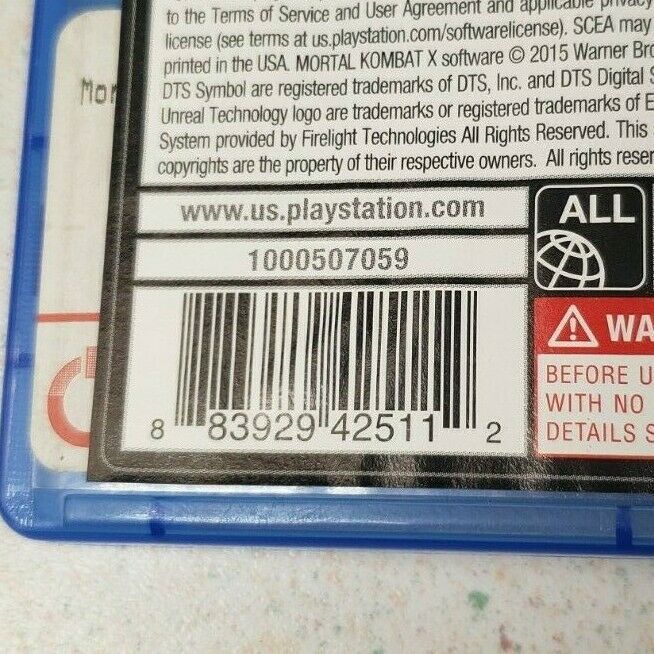 to the Terms of Service and User Agreement and applicable privacy
license (see terms at us.playstation.com/softwarelicense). SCEA may
printed in the USA. MORTAL KOMBAT X software © 2015 Warner Bro
DTS Symbol are registered trademarks of DTS, Inc. and DTS Digital S
Unreal Technology logo are trademarks or registered trademarks of E
System provided by Firelight Technologies All Rights Reserved. This
copyrights are the property of their respective owners. All rights reser
Mor
www.us.playstation.com
ALL
1000507059
WA
BEFORE U
WITH NO
DETAILS S
8 83929 42511 2